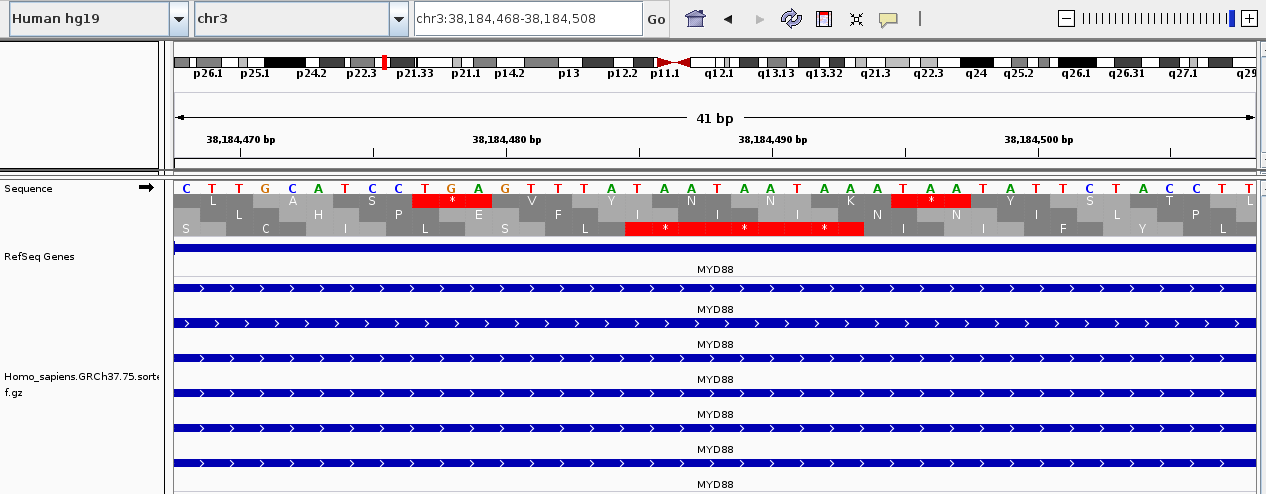 Human hg19 chr3 chr3:38,184,468-38,184,508 Go
p26.1 p25.1 p24.2 p22.3 p21.33 p21.1 p14.2 p13 p12.2 p11.1 q12.1 q13.13 q13.32 q21.3 q22.3 q24 q25.2 q26.1 q26.31 q27.1 q29
41 bp
38,184,470 bp 38,184,480 bp 38,184,490 bp 38,184,500 bp
Sequence C T T G C A T C C T G A G T T T A T A A T A A T A A A T A A T A T T C T A C C T T
L A S * V Y N N K * Y S T L
L H P E F I I I N N I L P
S C I L S L * * * I I F Y L
RefSeq Genes
MYD88
MYD88
MYD88
MYD88
Homo_sapiens.GRCh37.75.sorte
f.gz
MYD88
MYD88
MYD88